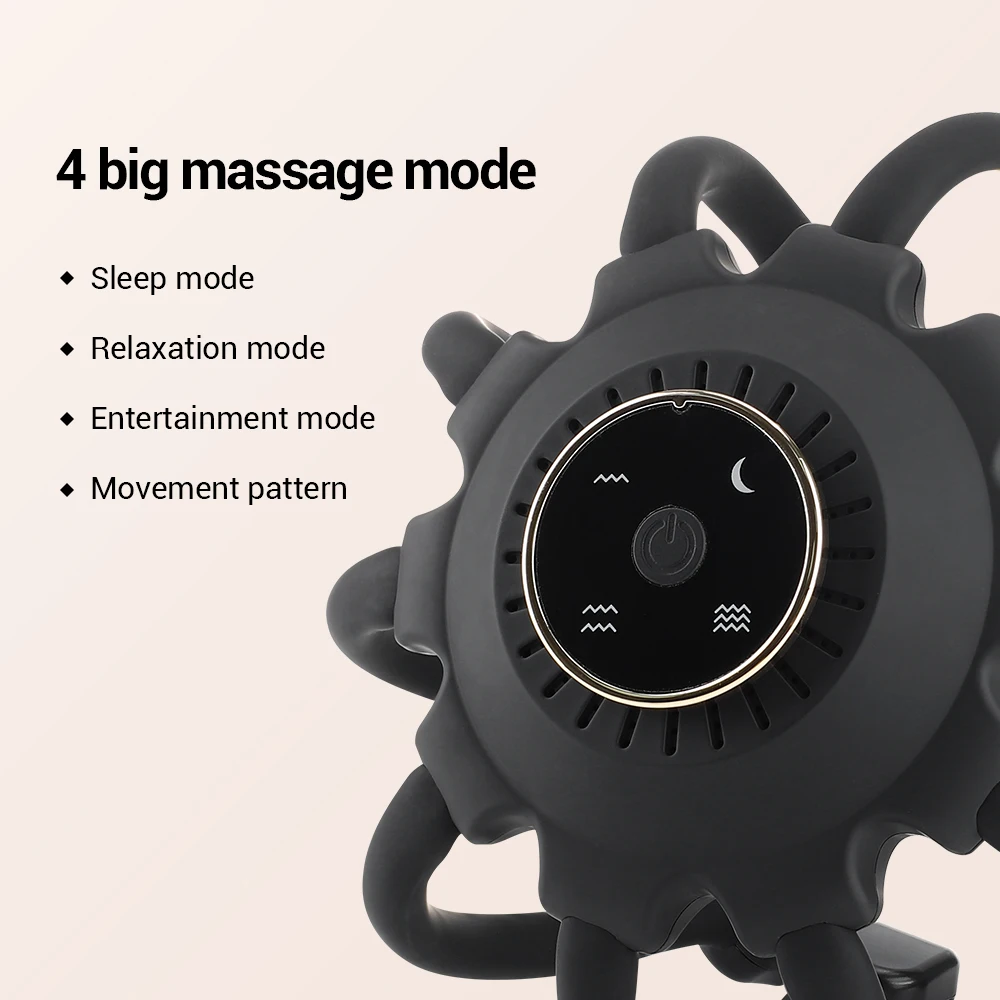 4 big massage mode
Sleep mode
Relaxation mode
Entertainment mode
Movement pattern